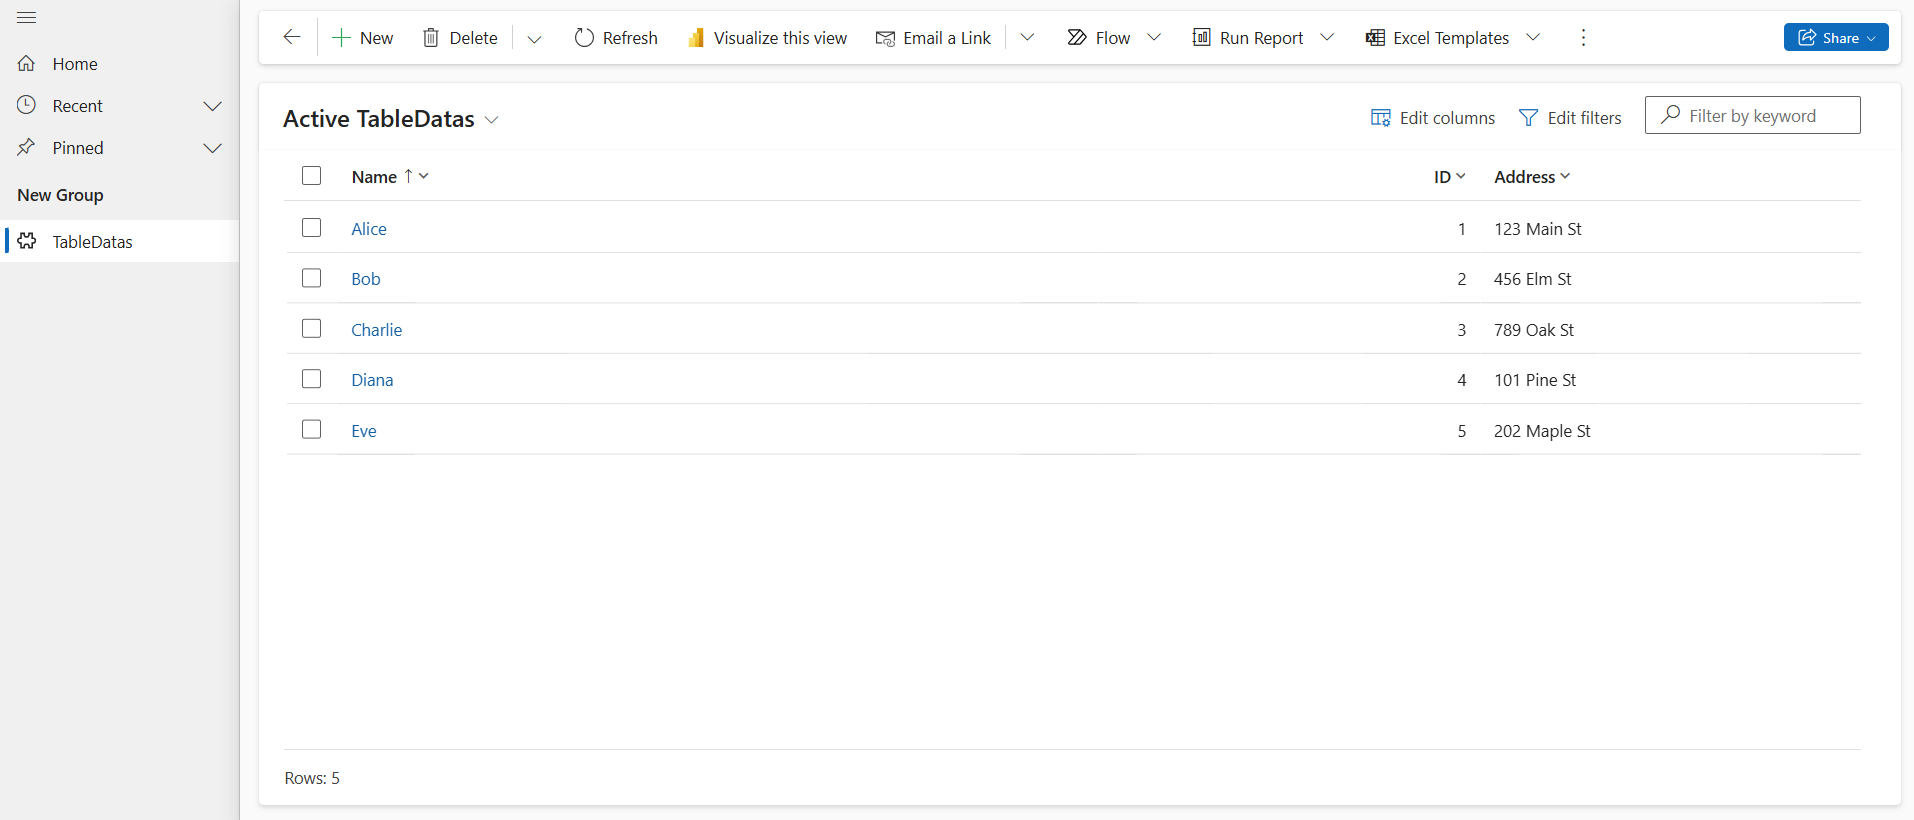 Home
Recent
Pinned
New Group
TableDatas
New Delete Refresh Visualize this view Email a Link Flow Run Report Excel Templates Share
Active TableDatas Edit columns Edit filters Filter by keyword
Name ID Address
Alice 1 123 Main St
Bob 2 456 Elm St
Charlie 3 789 Oak St
Diana 4 101 Pine St
Eve 5 202 Maple St
Rows: 5